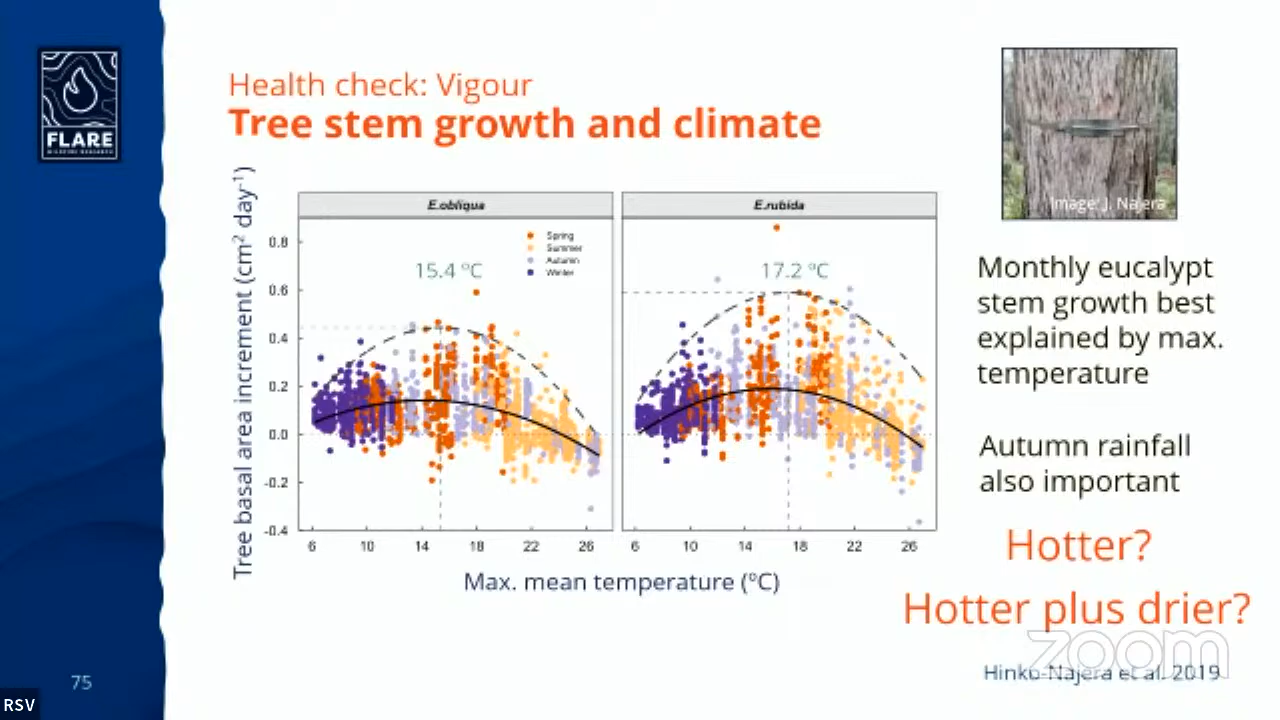 FLARE
Health check: Vigour
Tree stem growth and climate
Image: J. Najera
Tree basal area increment (cm² day⁻¹)
E.obliqua
E.rubida
Spring
Summer
Autumn
Winter
15.4 ºC
17.2 ºC
0.8
0.6
0.4
0.2
0.0
-0.2
-0.4
6 10 14 18 22 26
6 10 14 18 22 26
Max. mean temperature (ºC)
Monthly eucalypt
stem growth best
explained by max.
temperature
Autumn rainfall
also important
Hotter?
Hotter plus drier?
zoom
Hinko-Najera et al. 2019
75
RSV